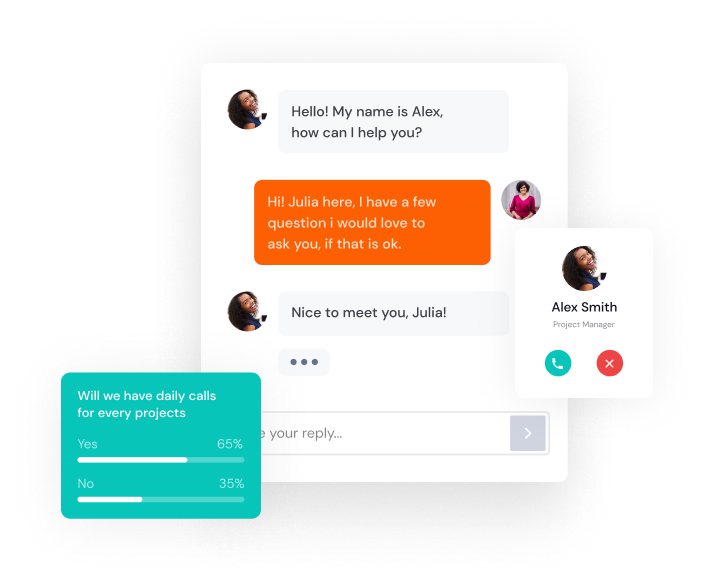 Hello! My name is Alex,
how can I help you?
Hi! Julia here, I have a few
question i would love to
ask you, if that is ok.
Nice to meet you, Julia!
Alex Smith
Project Manager
Will we have daily calls
for every projects
Yes 65%
No 35%
your reply...